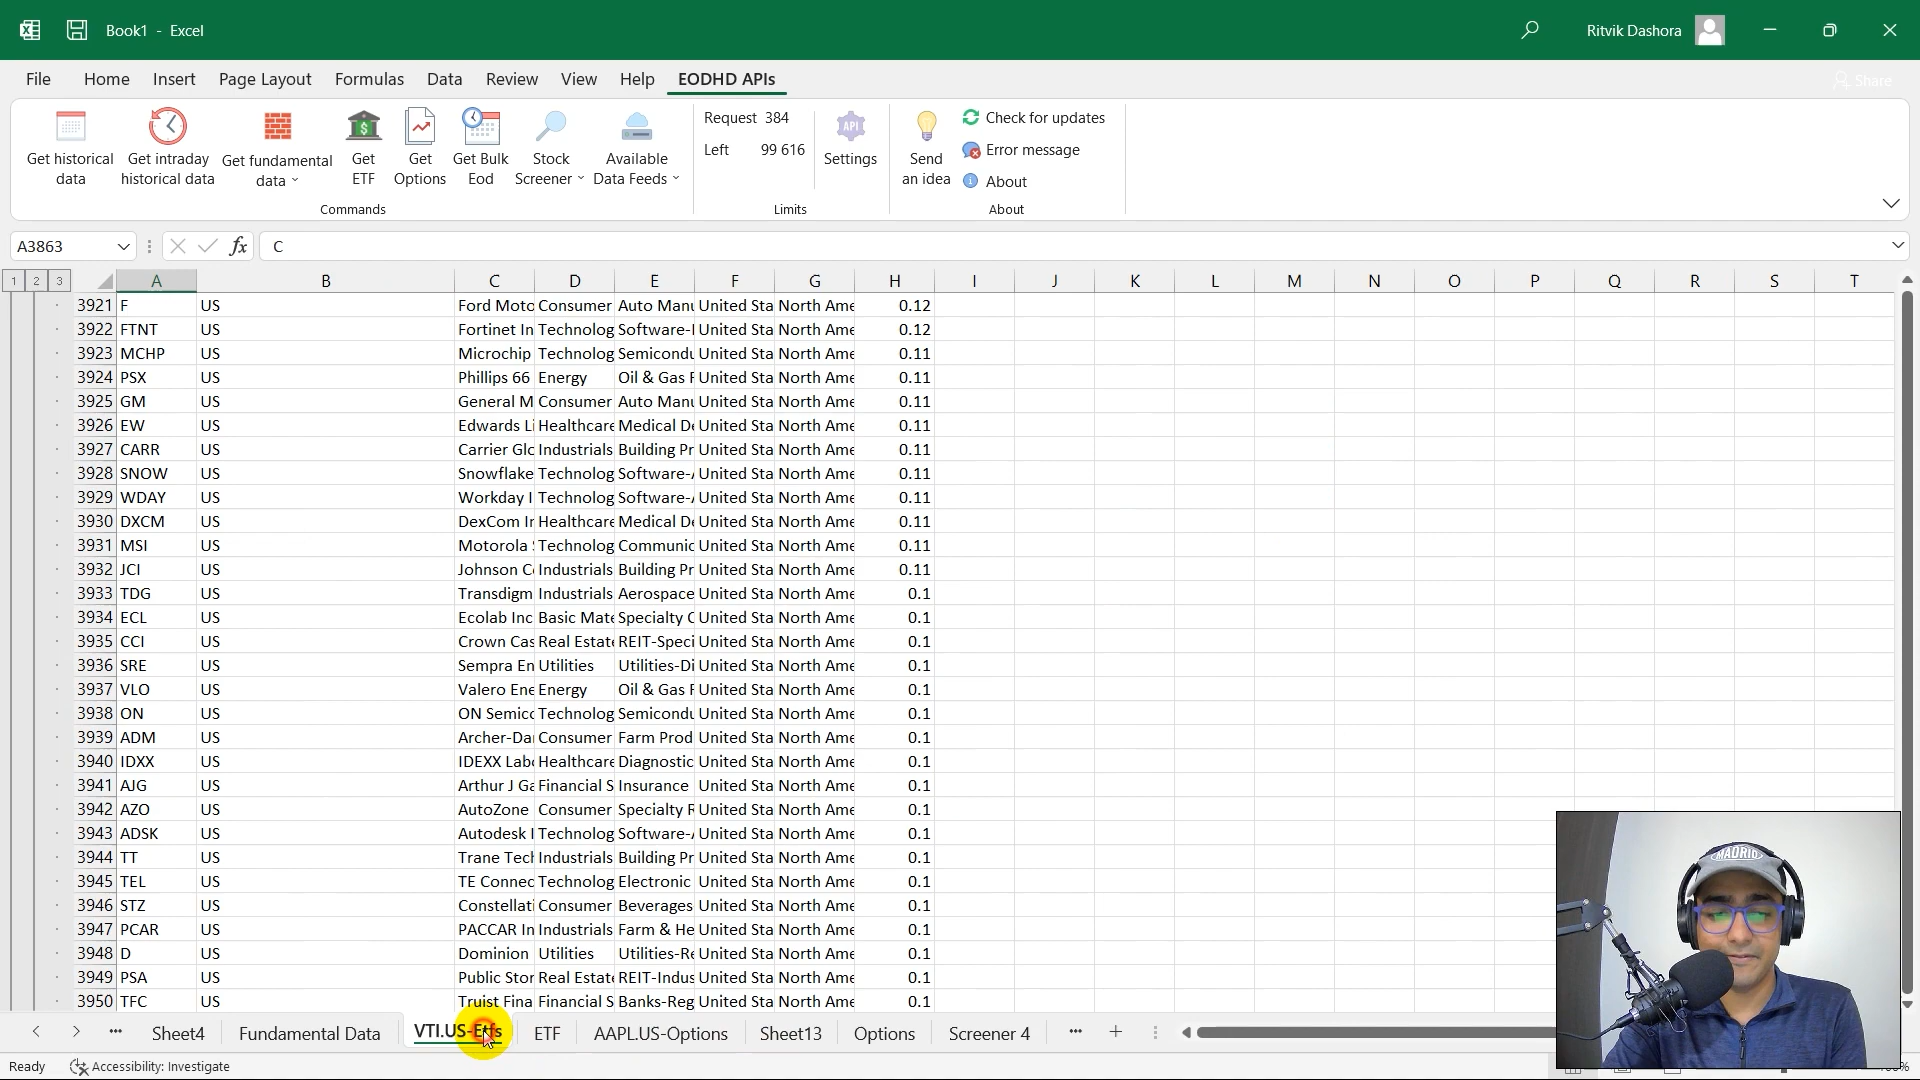 Book1 - Excel
Ritvik Dashora
File Home Insert Page Layout Formulas Data Review View Help EODHD APIs
Share
Get historical data
Get intraday historical data
Get fundamental data
Get ETF
Get Options
Get Bulk Eod
Stock Screener
Available Data Feeds
Commands
Request 384
Left 99 616
Limits
API
Settings
Send an idea
Check for updates
Error message
About
About
A3863 fx C
1 2 3 A B C D E F G H I J K L M N O P Q R S T
3921 F US Ford Moto Consumer Auto Manu United Sta North Ame 0.12
3922 FTNT US Fortinet In Technolog Software-I United Sta North Ame 0.12
3923 MCHP US Microchip Technolog Semicondu United Sta North Ame 0.11
3924 PSX US Phillips 66 Energy Oil & Gas R United Sta North Ame 0.11
3925 GM US General M Consumer Auto Manu United Sta North Ame 0.11
3926 EW US Edwards Li Healthcare Medical De United Sta North Ame 0.11
3927 CARR US Carrier Glo Industrials Building Pr United Sta North Ame 0.11
3928 SNOW US Snowflake Technolog Software-A United Sta North Ame 0.11
3929 WDAY US Workday I Technolog Software-A United Sta North Ame 0.11
3930 DXCM US DexCom In Healthcare Medical De United Sta North Ame 0.11
3931 MSI US Motorola S Technolog Communic United Sta North Ame 0.11
3932 JCI US Johnson Co Industrials Building Pr United Sta North Ame 0.11
3933 TDG US Transdigm Industrials Aerospace United Sta North Ame 0.1
3934 ECL US Ecolab Inc Basic Mate Specialty C United Sta North Ame 0.1
3935 CCI US Crown Cas Real Estate REIT-Speci United Sta North Ame 0.1
3936 SRE US Sempra En Utilities Utilities-Di United Sta North Ame 0.1
3937 VLO US Valero Ene Energy Oil & Gas R United Sta North Ame 0.1
3938 ON US ON Semico Technolog Semicondu United Sta North Ame 0.1
3939 ADM US Archer-Dan Consumer Farm Prod United Sta North Ame 0.1
3940 IDXX US IDEXX Labo Healthcare Diagnostic United Sta North Ame 0.1
3941 AJG US Arthur J Ga Financial S Insurance United Sta North Ame 0.1
3942 AZO US AutoZone Consumer Specialty R United Sta North Ame 0.1
3943 ADSK US Autodesk I Technolog Software-A United Sta North Ame 0.1
3944 TT US Trane Tech Industrials Building Pr United Sta North Ame 0.1
3945 TEL US TE Connec Technolog Electronic United Sta North Ame 0.1
3946 STZ US Constellati Consumer Beverages United Sta North Ame 0.1
3947 PCAR US PACCAR In Industrials Farm & He United Sta North Ame 0.1
3948 D US Dominion Utilities Utilities-Re United Sta North Ame 0.1
3949 PSA US Public Stor Real Estate REIT-Indus United Sta North Ame 0.1
3950 TFC US Truist Fina Financial S Banks-Reg United Sta North Ame 0.1
MADRID
Sheet4 Fundamental Data VTI.US-Etfs ETF AAPL.US-Options Sheet13 Options Screener 4
Ready Accessibility: Investigate